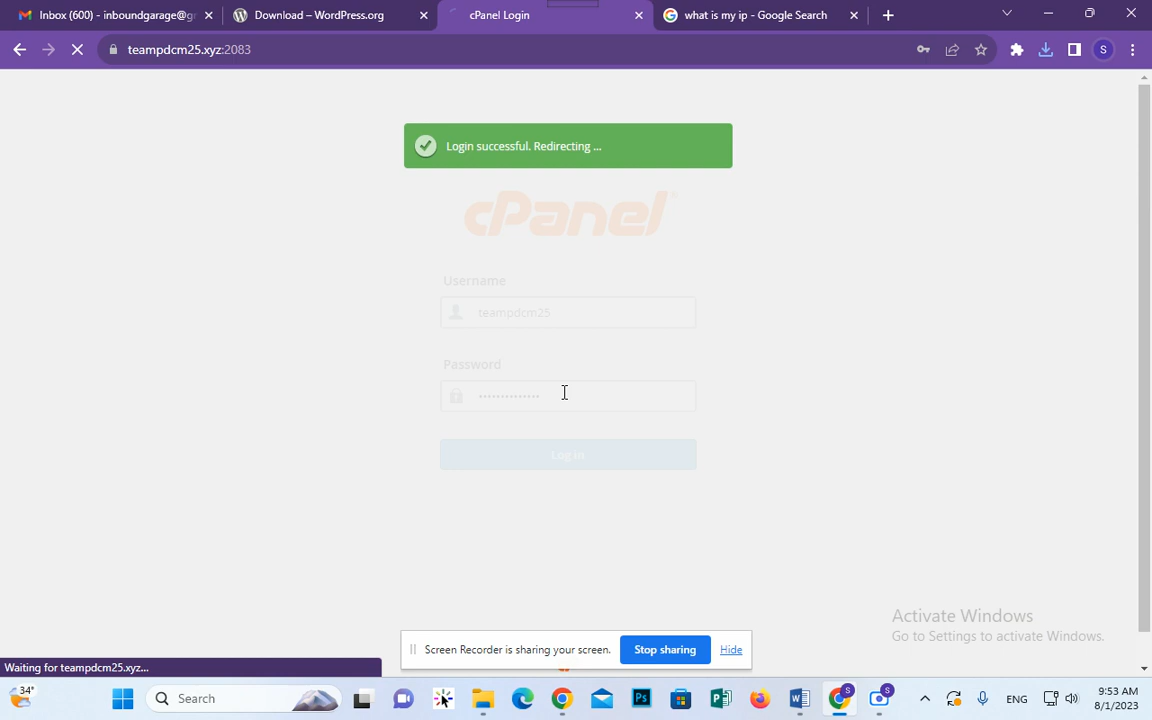 Inbox (600) - inboundgarage@g
Download – WordPress.org
cPanel Login
what is my ip - Google Search
teampdcm25.xyz:2083
S
Login successful. Redirecting ...
cPanel
Username
teampdcm25
Password
••••••••••••••
Log in
Activate Windows
Go to Settings to activate Windows.
Screen Recorder is sharing your screen.
Stop sharing
Hide
Waiting for teampdcm25.xyz...
34°
Search
Ps
S
S
ENG
9:53 AM
8/1/2023